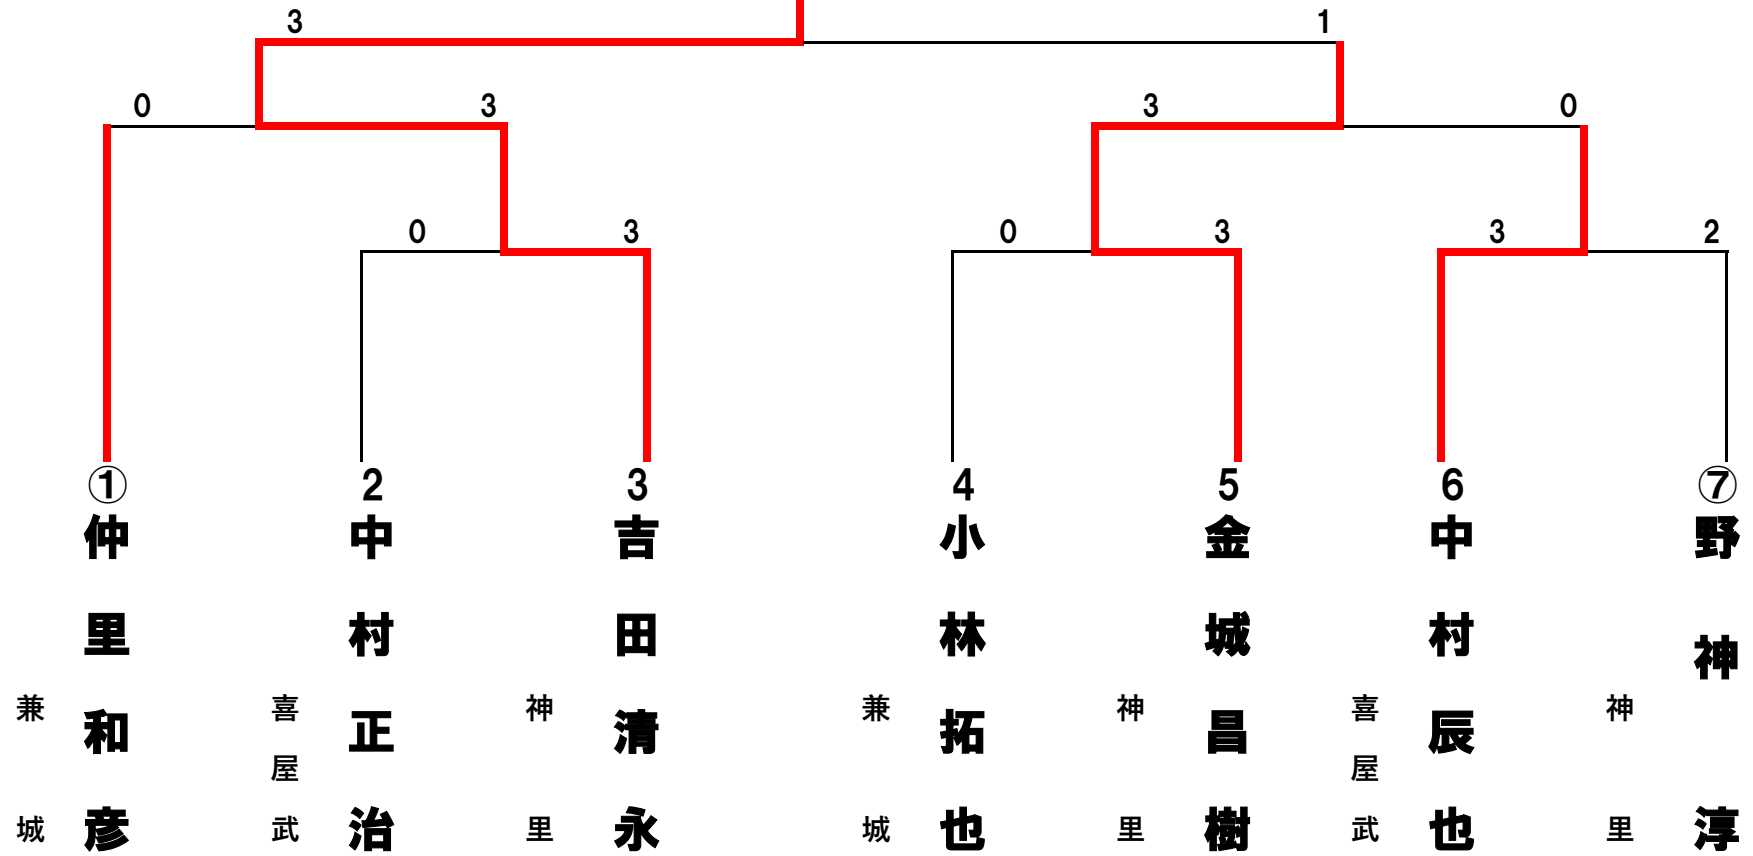 3 1
0 3 3 0
0 3 0 3 3 2
① 2 3 4 5 6 ⑦
仲里和彦
兼城
中村正治
喜屋武
吉田清永
神里
小林拓也
兼城
金城昌樹
神里
中村辰也
喜屋武
野神淳
神里